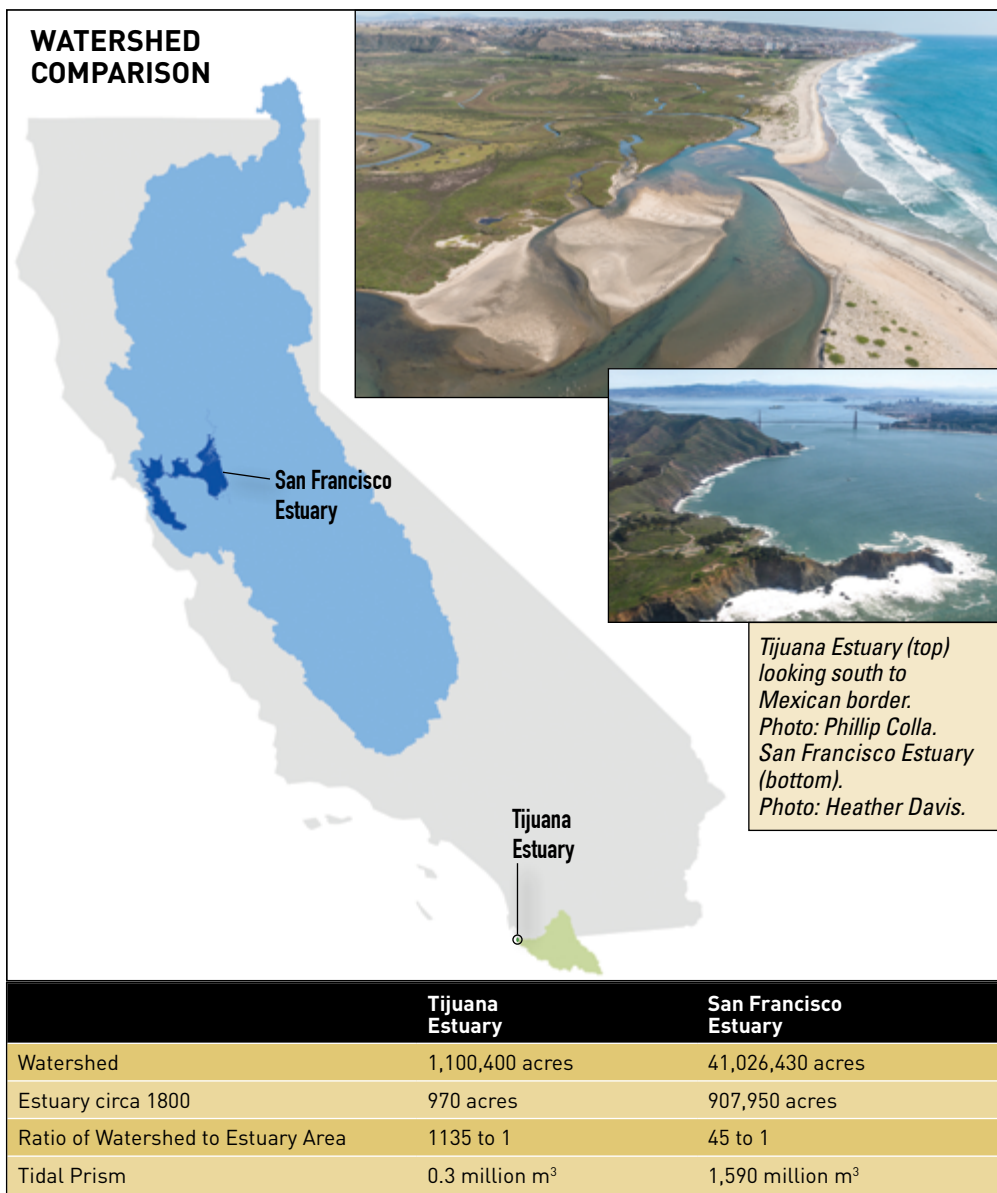 WATERSHED
COMPARISON
San Francisco
Estuary
Tijuana Estuary (top)
looking south to
Mexican border.
Photo: Phillip Colla.
San Francisco Estuary
(bottom).
Photo: Heather Davis.
Tijuana
Estuary
Tijuana
Estuary
San Francisco
Estuary
Watershed 1,100,400 acres 41,026,430 acres
Estuary circa 1800 970 acres 907,950 acres
Ratio of Watershed to Estuary Area 1135 to 1 45 to 1
Tidal Prism 0.3 million m³ 1,590 million m³